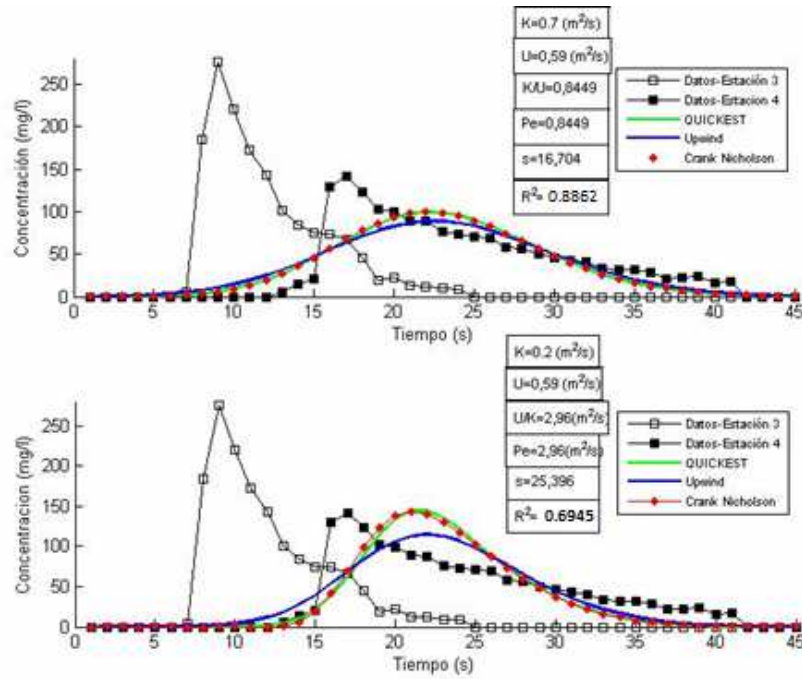 K=0.7 (m²/s)
U=0,59 (m²/s)
K/U=0,8449
Pe=0,8449
s=16,704
R²= 0.8862
Datos-Estación 3
Datos-Estacion 4
QUICKEST
Upwind
Crank Nicholson
Concentración (mg/l)
250
200
150
100
50
0
0 5 10 15 20 25 30 35 40 45
Tiempo (s)
K=0.2 (m²/s)
U=0,59 (m²/s)
U/K=2,96(m²/s)
Pe=2,96(m²/s)
s=25,396
R²= 0.6945
Datos-Estación 3
Datos-Estación 4
QUICKEST
Upwind
Crank Nicholson
Concentracion (mg/l)
250
200
150
100
50
0
0 5 10 15 20 25 30 35 40 45
Tiempo (s)